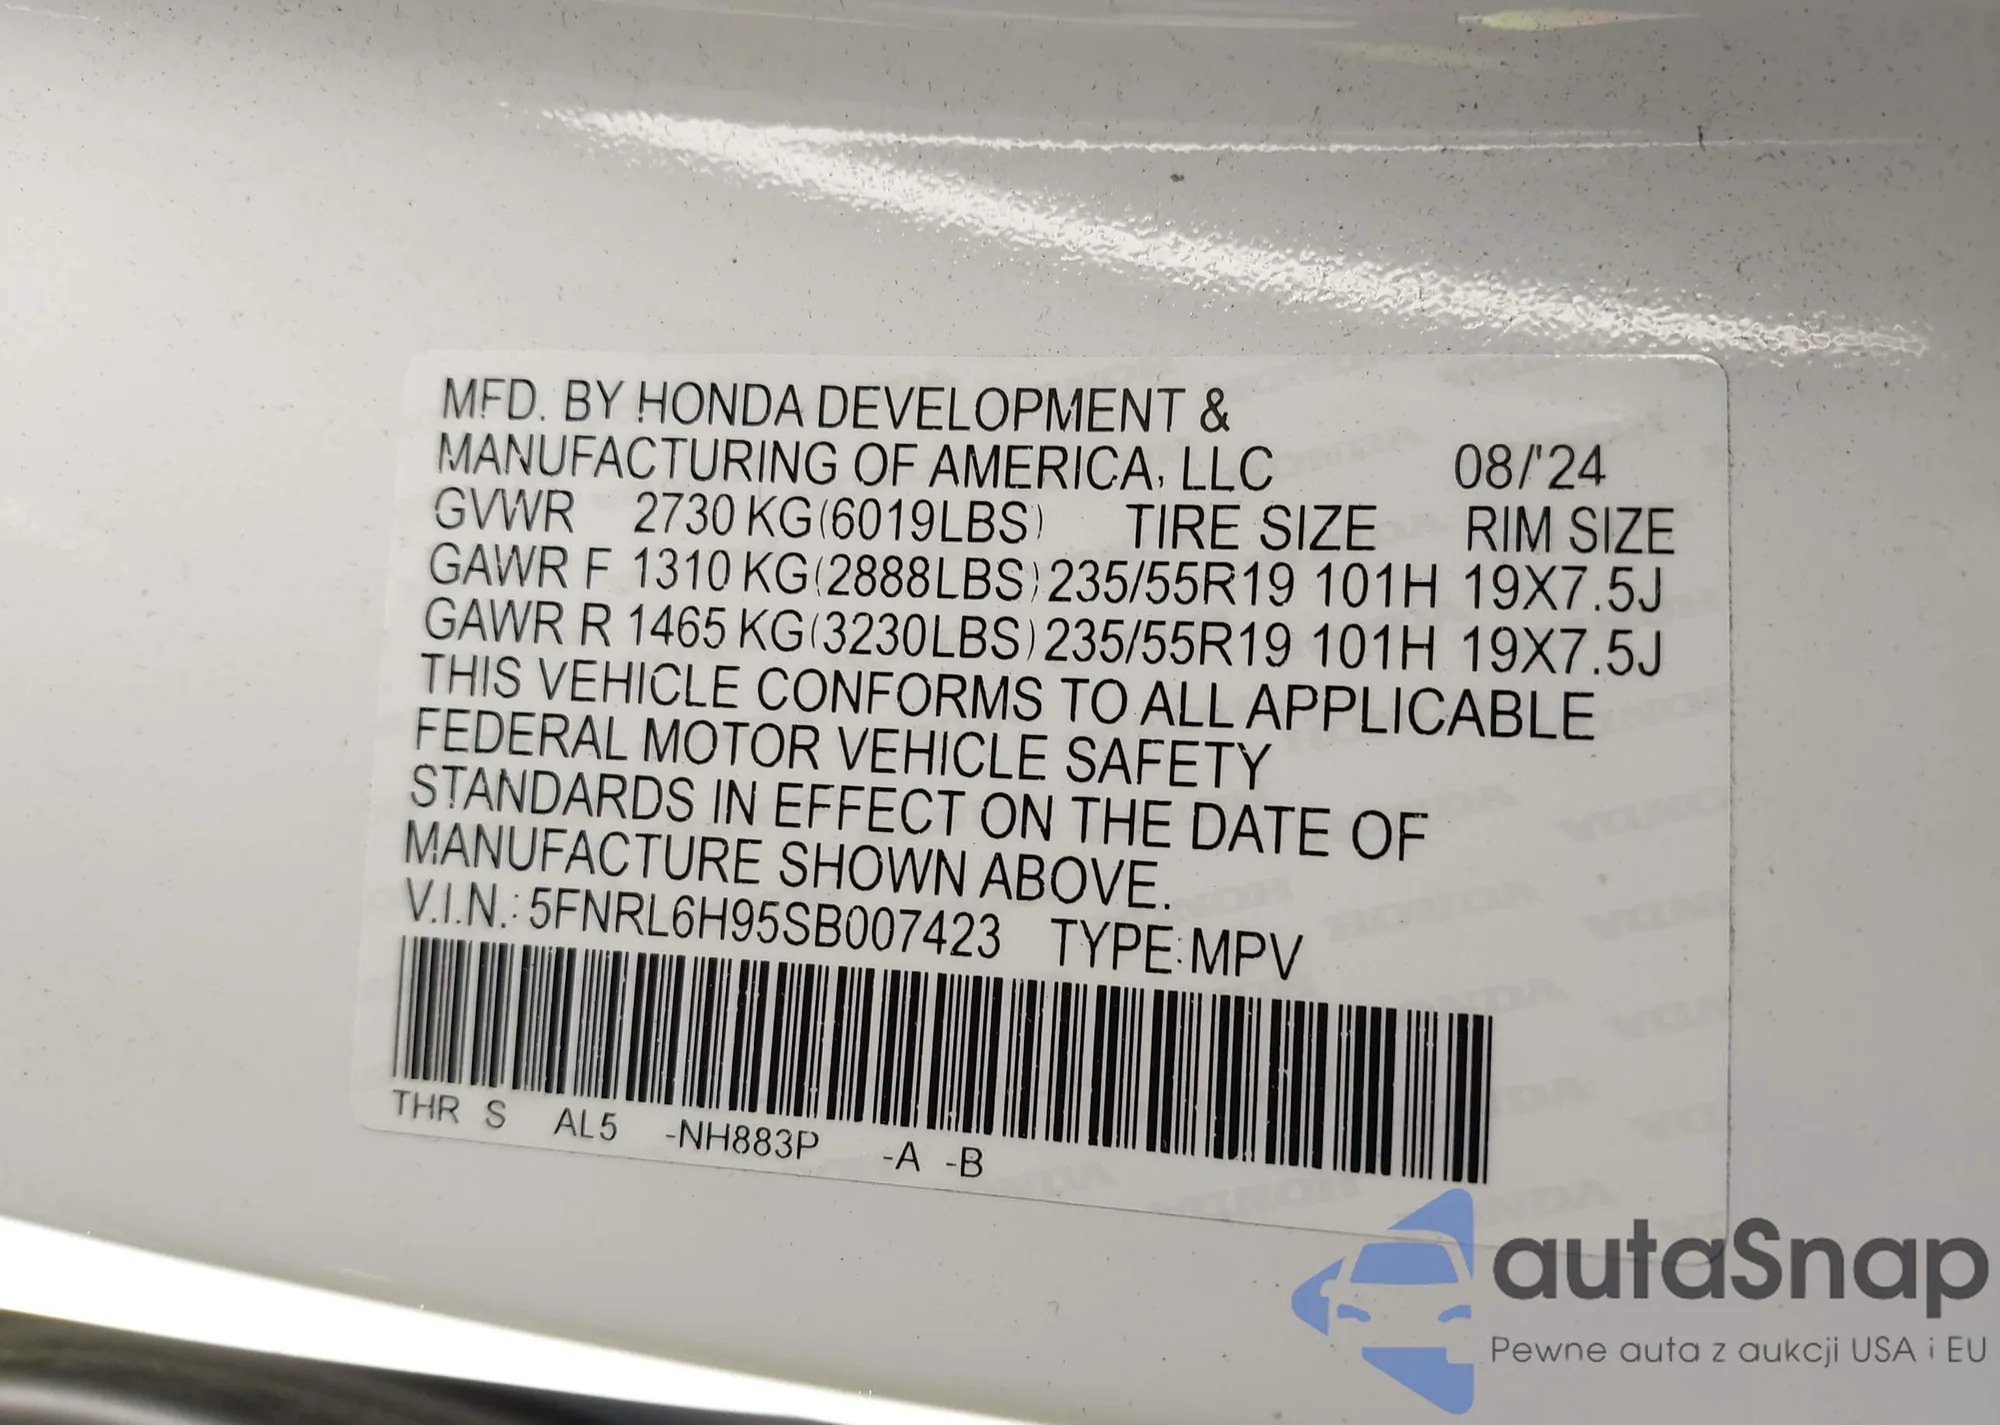 MFD. BY HONDA DEVELOPMENT &
MANUFACTURING OF AMERICA, LLC 08/'24
GVWR 2730 KG(6019LBS) TIRE SIZE RIM SIZE
GAWR F 1310 KG(2888LBS) 235/55R19 101H 19X7.5J
GAWR R 1465 KG(3230LBS) 235/55R19 101H 19X7.5J
THIS VEHICLE CONFORMS TO ALL APPLICABLE
FEDERAL MOTOR VEHICLE SAFETY
STANDARDS IN EFFECT ON THE DATE OF
MANUFACTURE SHOWN ABOVE.
V.I.N.: 5FNRL6H95SB007423 TYPE: MPV
THR S AL5 -NH883P -A -B
autaSnap
Pewne auta z aukcji USA i EU